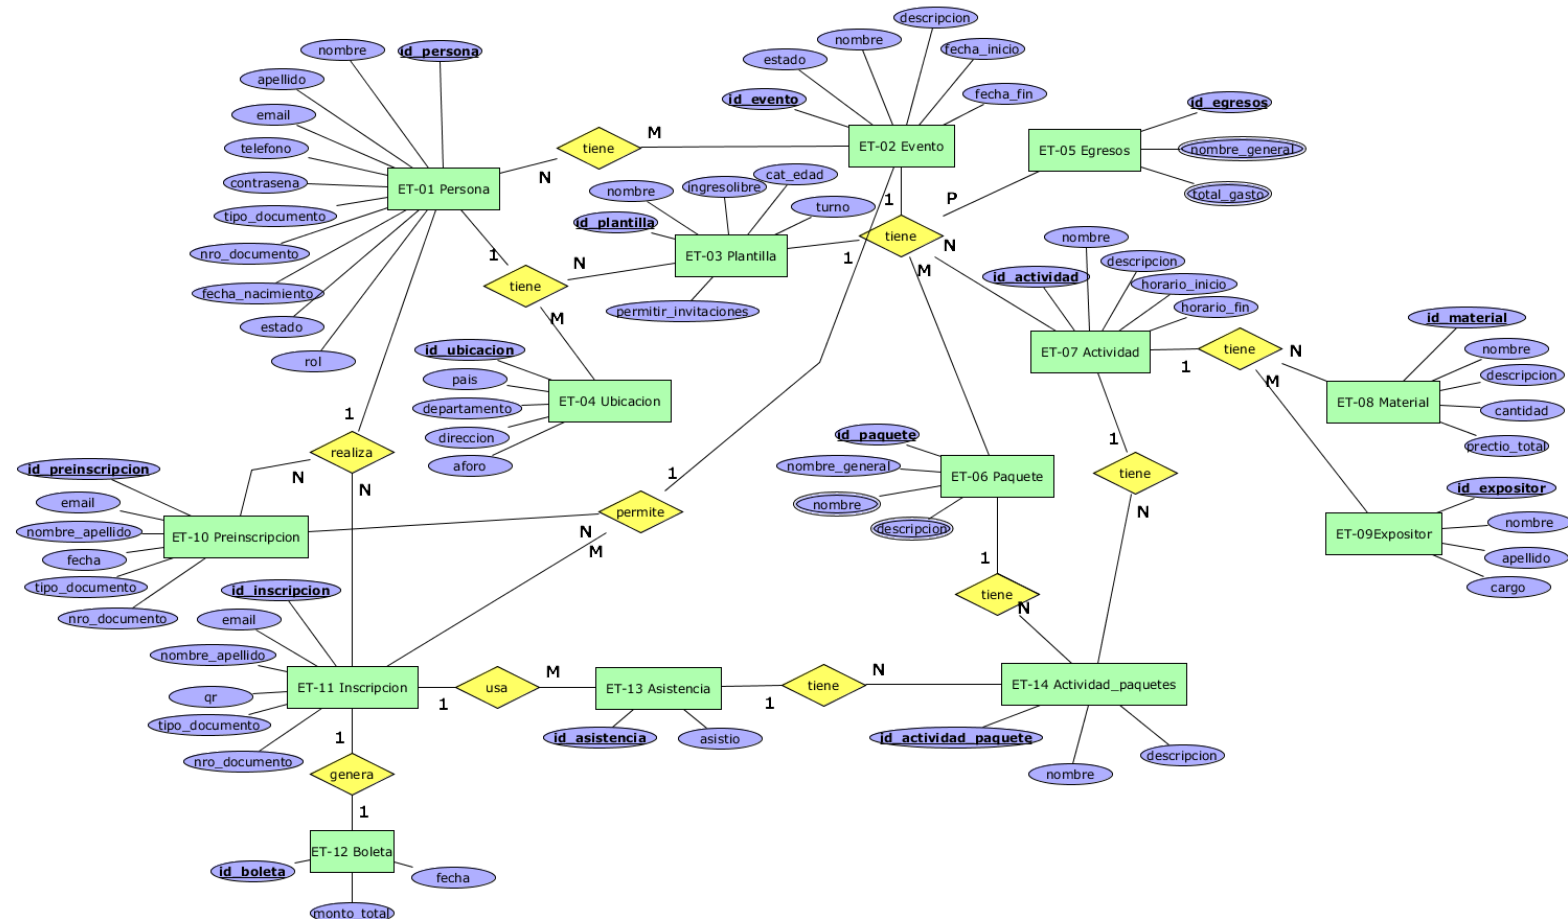 descripcion
nombre
id_persona
nombre
fecha_inicio
estado
apellido
id_evento
fecha_fin
id_egresos
email
M
ET-02 Evento
telefono
tiene
ET-05 Egresos
nombre_general
contrasena
ET-01 Persona
N
cat_edad
nombre
ingresolibre
P
total_gasto
tipo_documento
1
turno
id_plantilla
nro_documento
1
tiene
N
nombre
N
ET-03 Plantilla
1
descripcion
M
id_actividad
fecha_nacimiento
tiene
horario_inicio
permitir_invitaciones
horario_fin
estado
M
id_material
rol
id_ubicacion
ET-07 Actividad
1
tiene
N
nombre
pais
M
descripcion
departamento
ET-04 Ubicacion
ET-08 Material
cantidad
1
direccion
id_paquete
1
prectio_total
realiza
aforo
nombre_general
id_preinscripcion
N
N
1
ET-06 Paquete
tiene
id_expositor
email
nombre
permite
descripcion
N
nombre
nombre_apellido
ET-10 Preinscripcion
N
M
ET-09Expositor
fecha
1
apellido
tipo_documento
id_inscripcion
tiene
N
cargo
nro_documento
email
nombre_apellido
M
N
ET-11 Inscripcion
usa
ET-13 Asistencia
tiene
ET-14 Actividad_paquetes
qr
1
1
tipo_documento
1
id_asistencia
asistio
id_actividad_paquete
nro_documento
descripcion
genera
nombre
1
ET-12 Boleta
id_boleta
fecha
monto_total